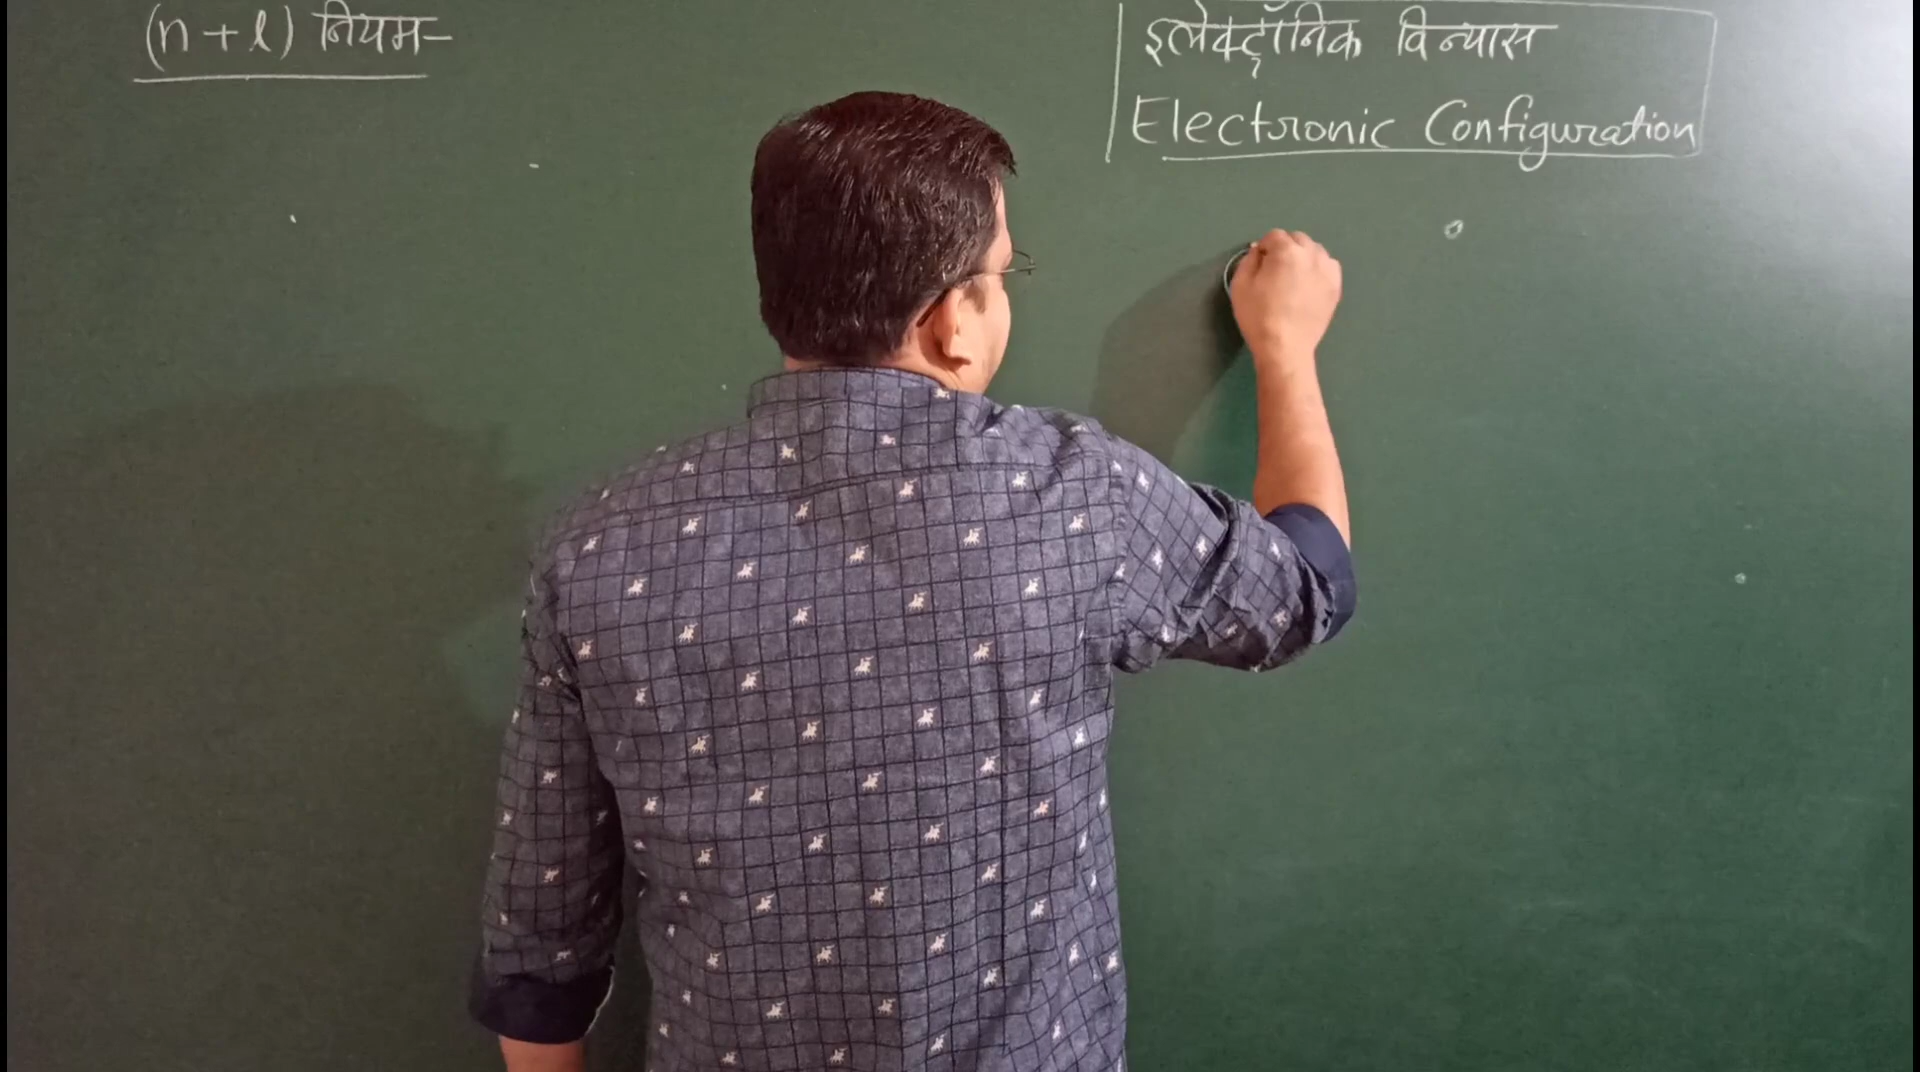 (n+l) नियम-
इलेक्ट्रॉनिक विन्यास
Electronic Configuration